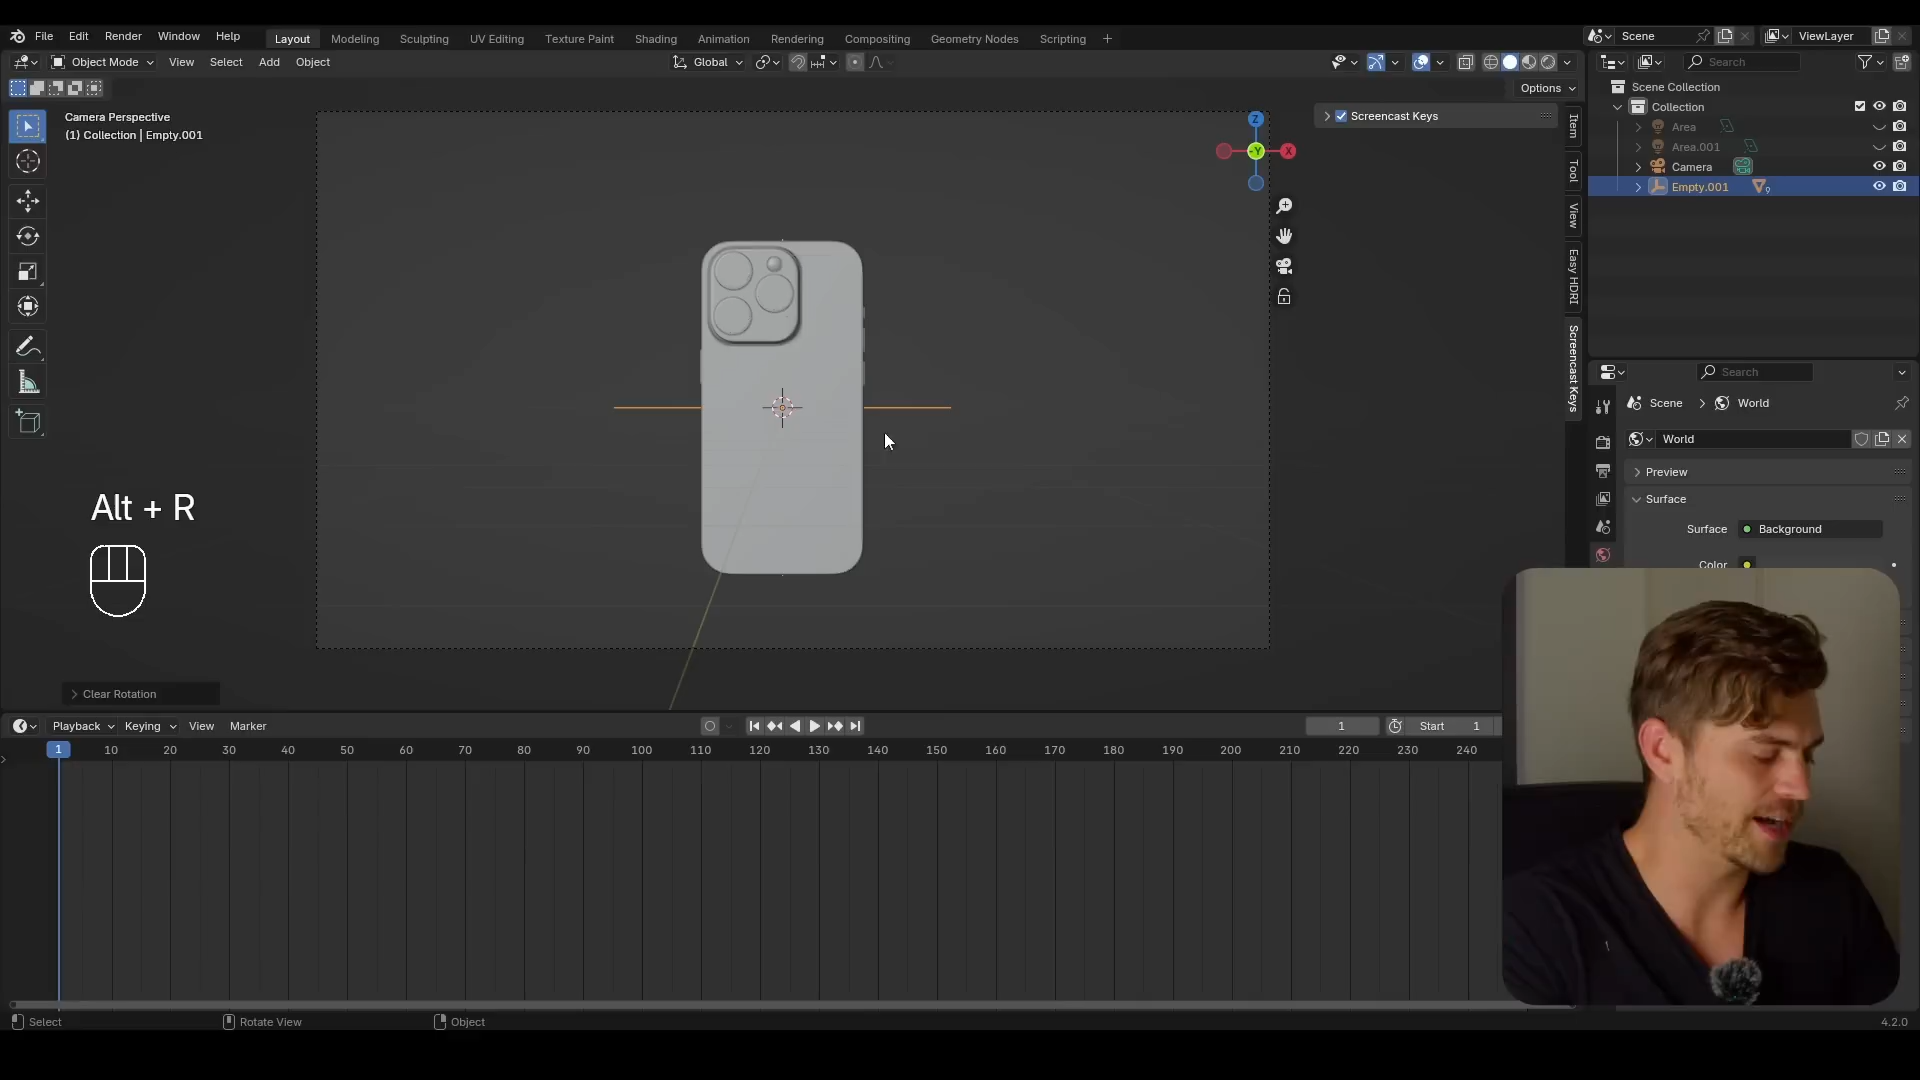 File Edit Render Window Help
Layout Modeling Sculpting UV Editing Texture Paint Shading Animation Rendering Compositing Geometry Nodes Scripting +
Scene
ViewLayer
Object Mode View Select Add Object
Global
Search
Options
Camera Perspective
(1) Collection | Empty.001
Screencast Keys
Z
-Y
X
Item
Tool
View
Easy HDRI
Screencast Keys
Scene Collection
Collection
Area
Area.001
Camera
Empty.001
9
Search
Scene > World
World
Preview
Surface
Surface Background
Color
Alt + R
Clear Rotation
Playback Keying View Marker
1
Start 1
1 10 20 30 40 50 60 70 80 90 100 110 120 130 140 150 160 170 180 190 200 210 220 230 240
Select
Rotate View
Object
4.2.0